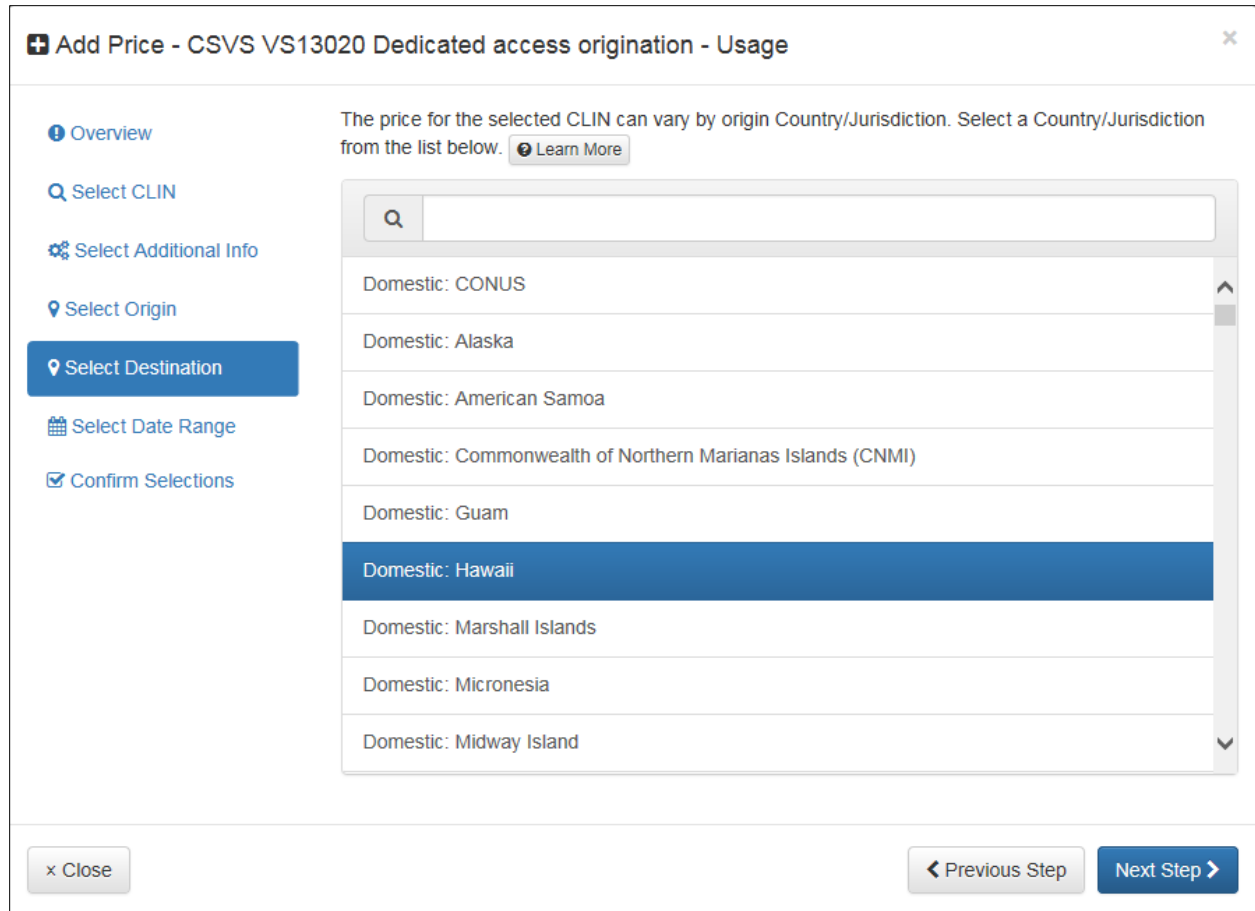 Add Price - CSVS VS13020 Dedicated access origination - Usage
×
Overview
Select CLIN
Select Additional Info
Select Origin
Select Destination
Select Date Range
Confirm Selections
The price for the selected CLIN can vary by origin Country/Jurisdiction. Select a Country/Jurisdiction
from the list below. Learn More
Domestic: CONUS
Domestic: Alaska
Domestic: American Samoa
Domestic: Commonwealth of Northern Marianas Islands (CNMI)
Domestic: Guam
Domestic: Hawaii
Domestic: Marshall Islands
Domestic: Micronesia
Domestic: Midway Island
× Close
Previous Step
Next Step